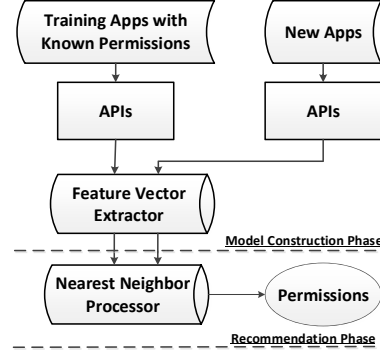 Training Apps with
Known Permissions
New Apps
APIs
APIs
Feature Vector
Extractor
Model Construction Phase
Nearest Neighbor
Processor
Permissions
Recommendation Phase